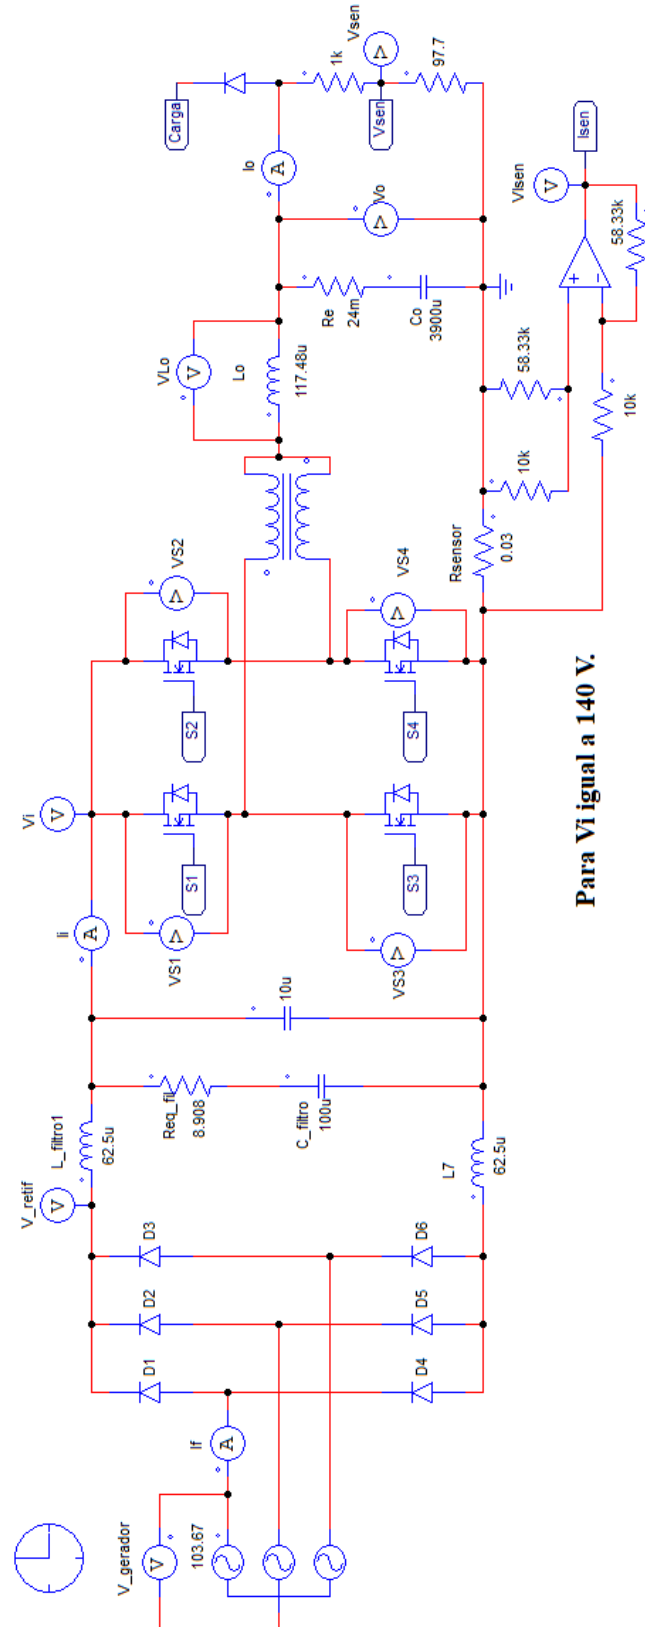 V_gerador
V
103.67
If
A
D1
D2
D3
D4
D5
D6
V_retif
V
L_filtro1
62.5u
L7
62.5u
Req_fil
8.908
C_filtro
100u
10u
Ii
A
Vi
V
VS1
V
S1
VS3
V
S3
VS2
V
S2
VS4
V
S4
VLo
V
Lo
117.48u
Re
24m
Co
3900u
Vo
V
Io
A
Carga
1k
Vsen
V
Vsen
97.7
Rsensor
0.03
10k
58.33k
10k
58.33k
+
-
VIsen
V
Isen
Para Vi igual a 140 V.